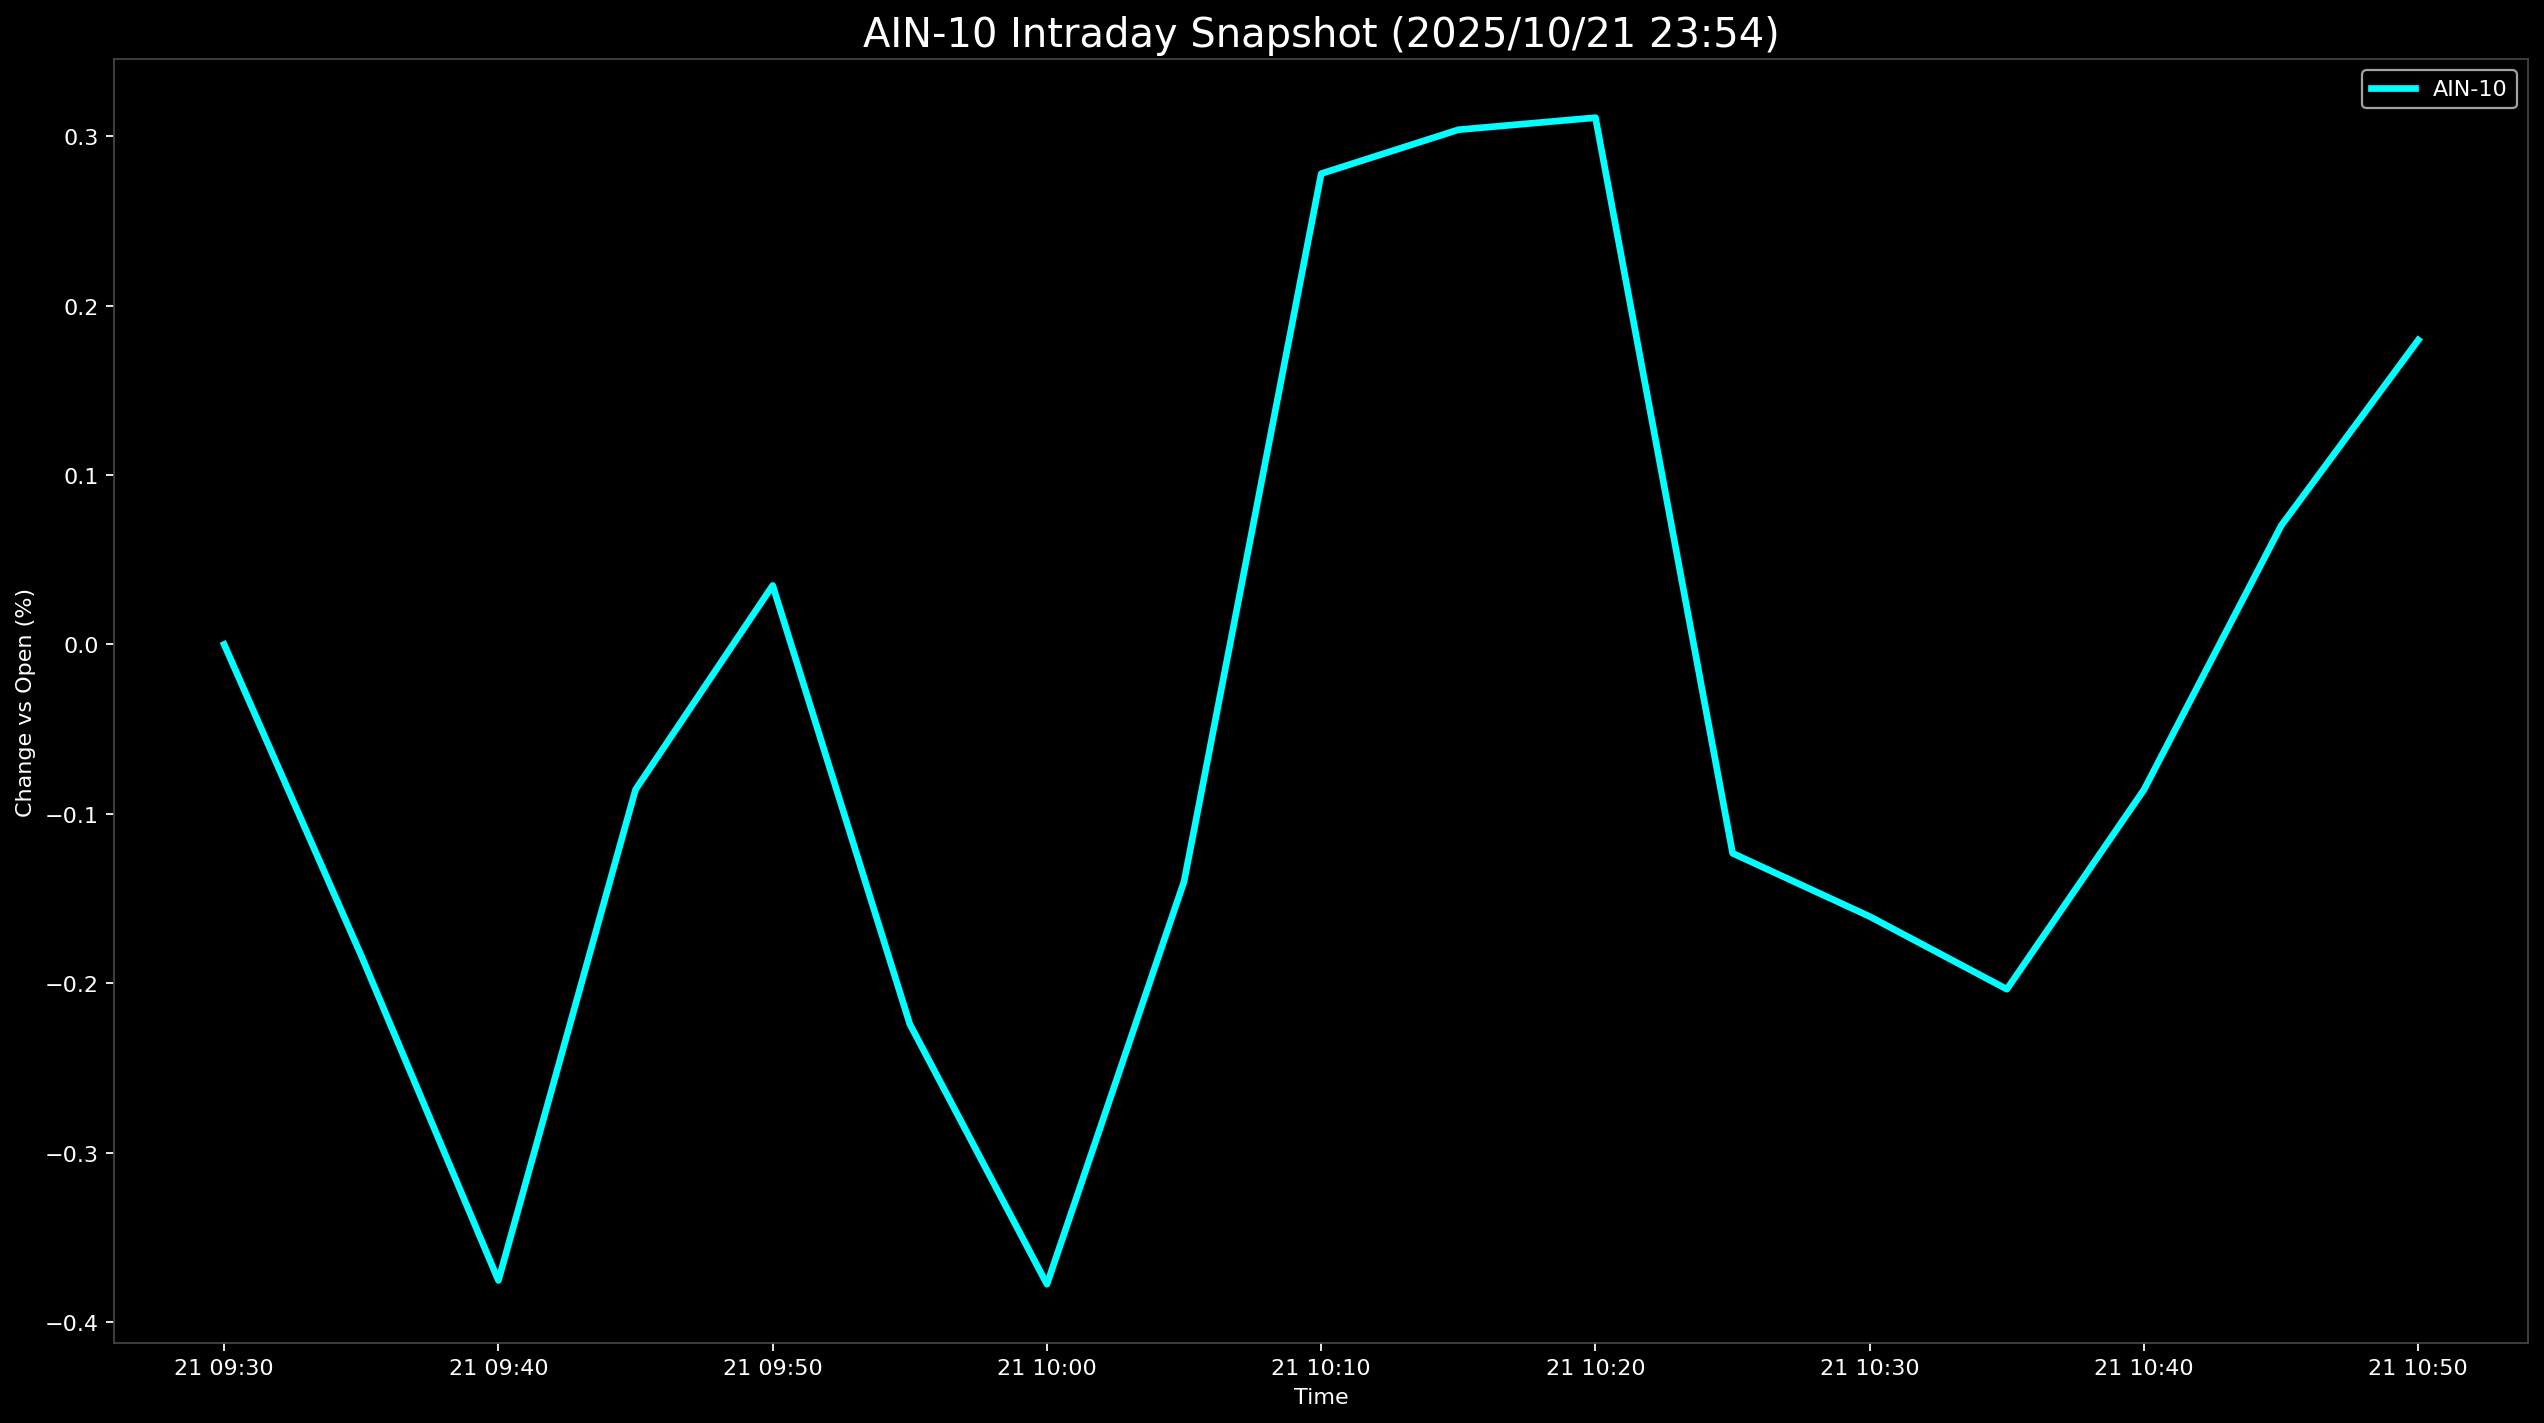 AIN-10 Intraday Snapshot (2025/10/21 23:54)
AIN-10
Change vs Open (%)
0.3
0.2
0.1
0.0
−0.1
−0.2
−0.3
−0.4
21 09:30 21 09:40 21 09:50 21 10:00 21 10:10 21 10:20 21 10:30 21 10:40 21 10:50
Time